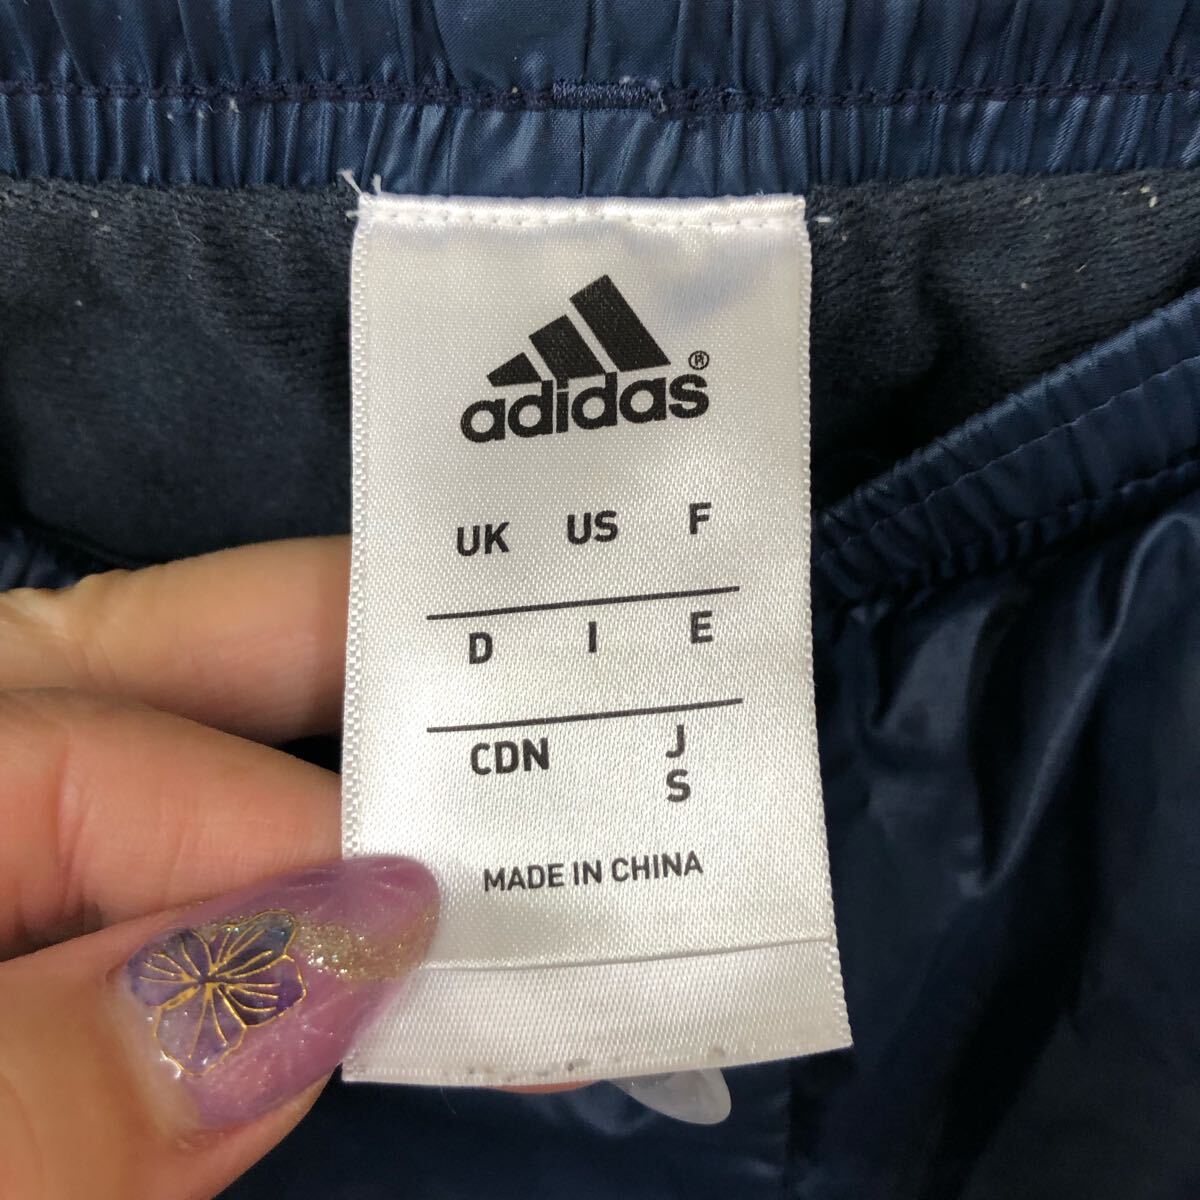 adidas®
UK US F
D I E
CDN J
S
MADE IN CHINA